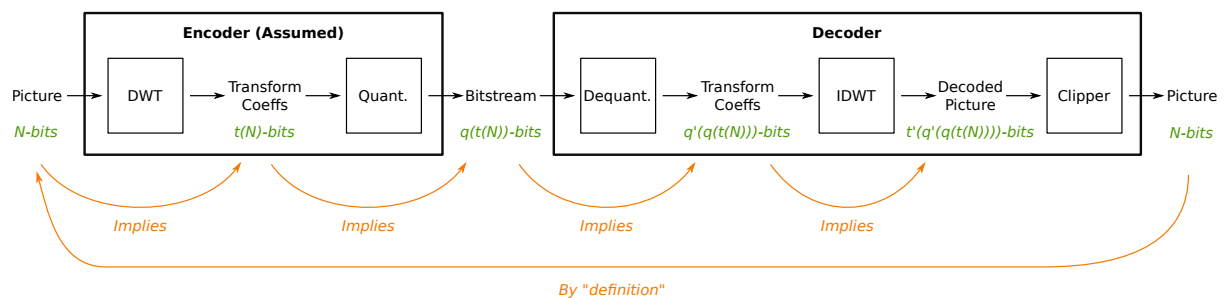 Encoder (Assumed)
Decoder
Picture
DWT
Transform
Coeffs
Quant.
Bitstream
Dequant.
Transform
Coeffs
IDWT
Decoded
Picture
Clipper
Picture
N-bits
t(N)-bits
q(t(N))-bits
q'(q(t(N)))-bits
t'(q'(q(t(N))))-bits
N-bits
Implies
Implies
Implies
Implies
By "definition"